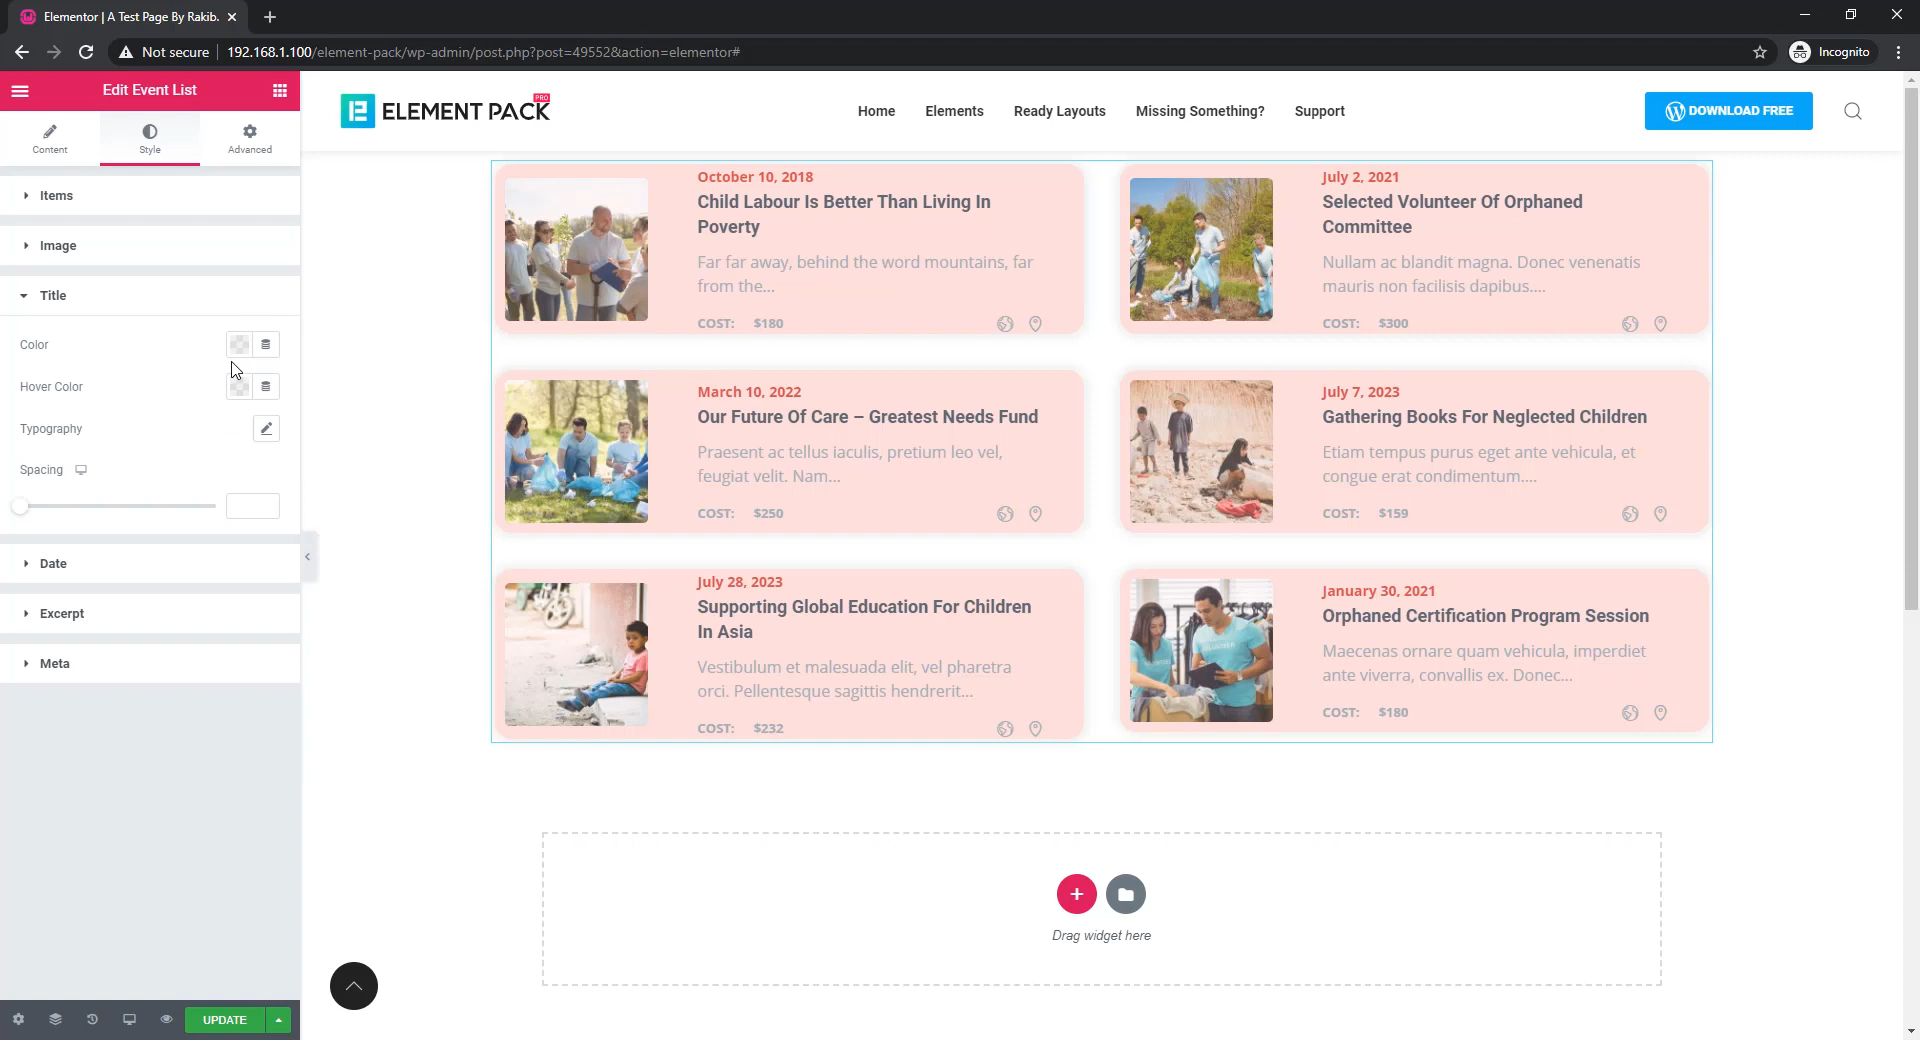 Elementor | A Test Page By Rakib.
Not secure
192.168.1.100/element-pack/wp-admin/post.php?post=49552&action=elementor#
Incognito
Edit Event List
Content
Style
Advanced
Items
Image
Title
Color
Hover Color
Typography
Spacing
Date
Excerpt
Meta
UPDATE
ELEMENT PACK
PRO
Home
Elements
Ready Layouts
Missing Something?
Support
DOWNLOAD FREE
October 10, 2018
Child Labour Is Better Than Living In
Poverty
Far far away, behind the word mountains, far
from the...
COST: $180
July 2, 2021
Selected Volunteer Of Orphaned
Committee
Nullam ac blandit magna. Donec venenatis
mauris non facilisis dapibus....
COST: $300
March 10, 2022
Our Future Of Care – Greatest Needs Fund
Praesent ac tellus iaculis, pretium leo vel,
feugiat velit. Nam...
COST: $250
July 7, 2023
Gathering Books For Neglected Children
Etiam tempus purus eget ante vehicula, et
congue erat condimentum....
COST: $159
July 28, 2023
Supporting Global Education For Children
In Asia
Vestibulum et malesuada elit, vel pharetra
orci. Pellentesque sagittis hendrerit...
COST: $232
January 30, 2021
Orphaned Certification Program Session
Maecenas ornare quam vehicula, imperdiet
ante viverra, convallis ex. Donec...
COST: $180
Drag widget here